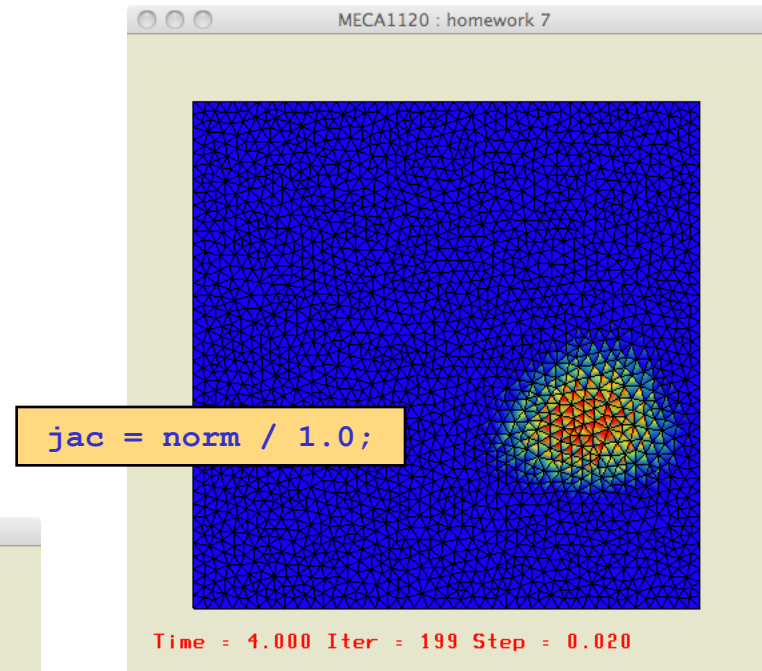 MECA1120 : homework 7
jac = norm / 1.0;
Time = 4.000 Iter = 199 Step = 0.020